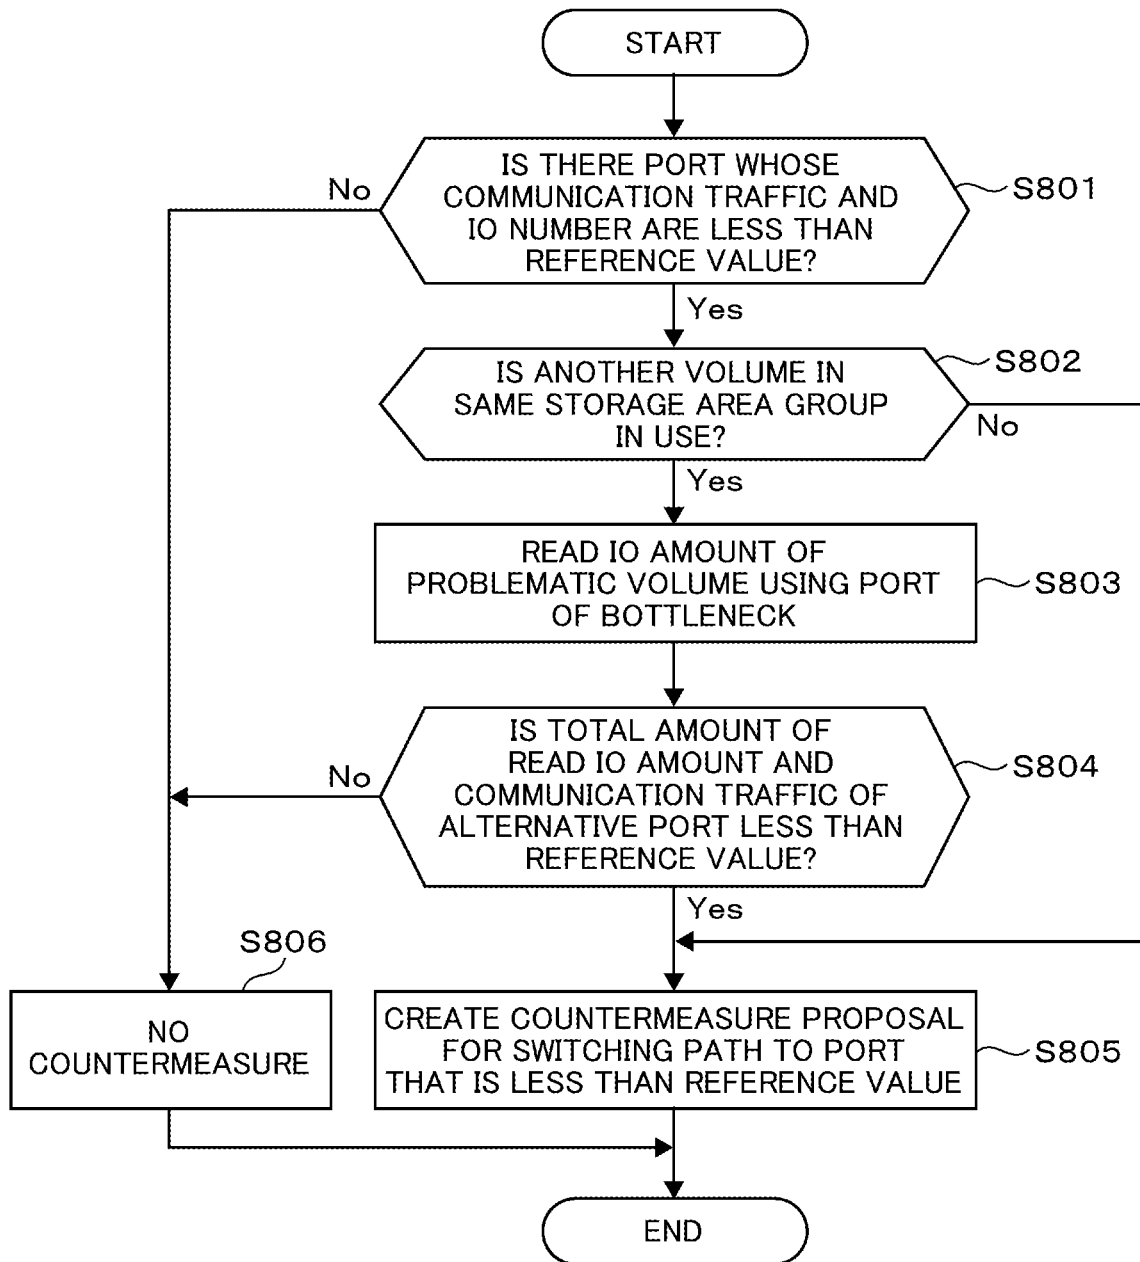 START
IS THERE PORT WHOSE
COMMUNICATION TRAFFIC AND
IO NUMBER ARE LESS THAN
REFERENCE VALUE?
S801
No
Yes
IS ANOTHER VOLUME IN
SAME STORAGE AREA GROUP
IN USE?
S802
No
Yes
READ IO AMOUNT OF
PROBLEMATIC VOLUME USING PORT
OF BOTTLENECK
S803
IS TOTAL AMOUNT OF
READ IO AMOUNT AND
COMMUNICATION TRAFFIC OF
ALTERNATIVE PORT LESS THAN
REFERENCE VALUE?
S804
No
Yes
S806
NO
COUNTERMEASURE
CREATE COUNTERMEASURE PROPOSAL
FOR SWITCHING PATH TO PORT
THAT IS LESS THAN REFERENCE VALUE
S805
END